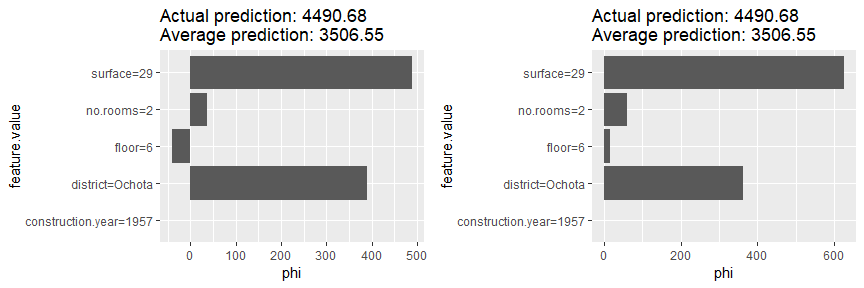 Actual prediction: 4490.68
Average prediction: 3506.55
feature.value
surface=29
no.rooms=2
floor=6
district=Ochota
construction.year=1957
0 100 200 300 400 500
phi
Actual prediction: 4490.68
Average prediction: 3506.55
feature.value
surface=29
no.rooms=2
floor=6
district=Ochota
construction.year=1957
0 200 400 600
phi